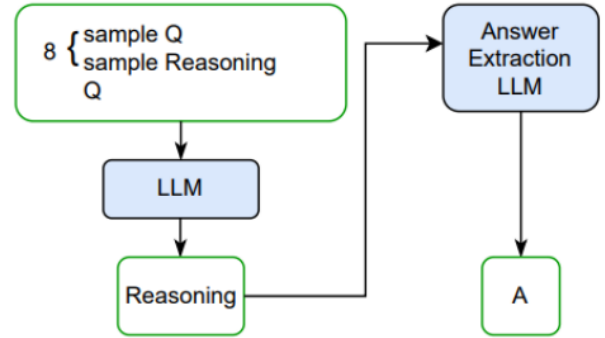 8 { sample Q
sample Reasoning
Q
LLM
Reasoning
Answer
Extraction
LLM
A